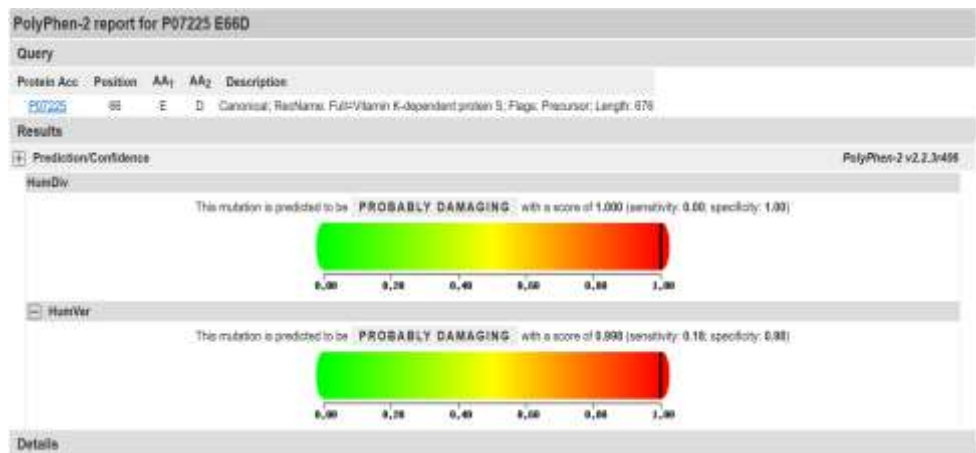 PolyPhen-2 report for P07225 E66D
Query
Protein Acc Position AA1 AA2 Description
P07225 66 E D Canonical; RecName: Full=Vitamin K-dependent protein S; Flags: Precursor; Length: 676
Results
+ Prediction/Confidence PolyPhen-2 v2.2.3r406
HumDiv
This mutation is predicted to be PROBABLY DAMAGING with a score of 1.000 (sensitivity: 0.00; specificity: 1.00)
0,00 0,20 0,40 0,60 0,80 1,00
− HumVar
This mutation is predicted to be PROBABLY DAMAGING with a score of 0.998 (sensitivity: 0.18; specificity: 0.98)
0,00 0,20 0,40 0,60 0,80 1,00
Details